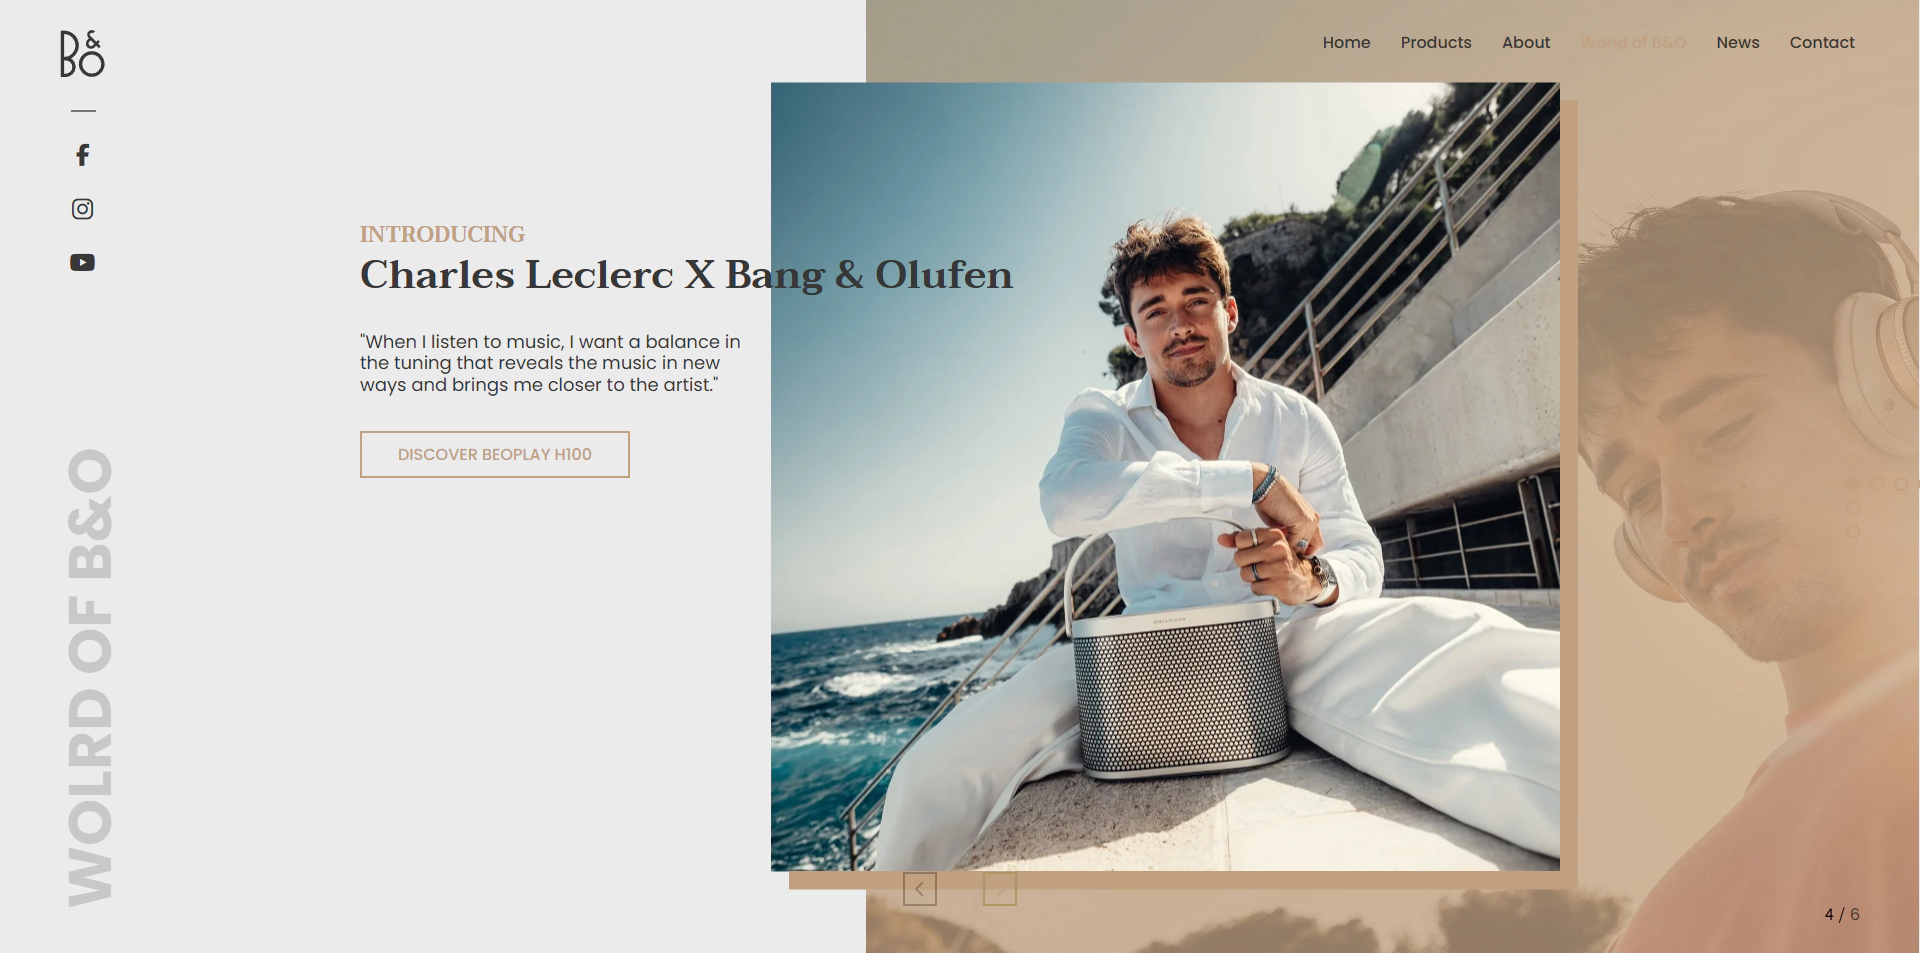 B&O
Home
Products
About
World of B&O
News
Contact
INTRODUCING
Charles Leclerc X Bang & Olufen
"When I listen to music, I want a balance in
the tuning that reveals the music in new
ways and brings me closer to the artist."
DISCOVER BEOPLAY H100
WOLRD OF B&O
4 / 6